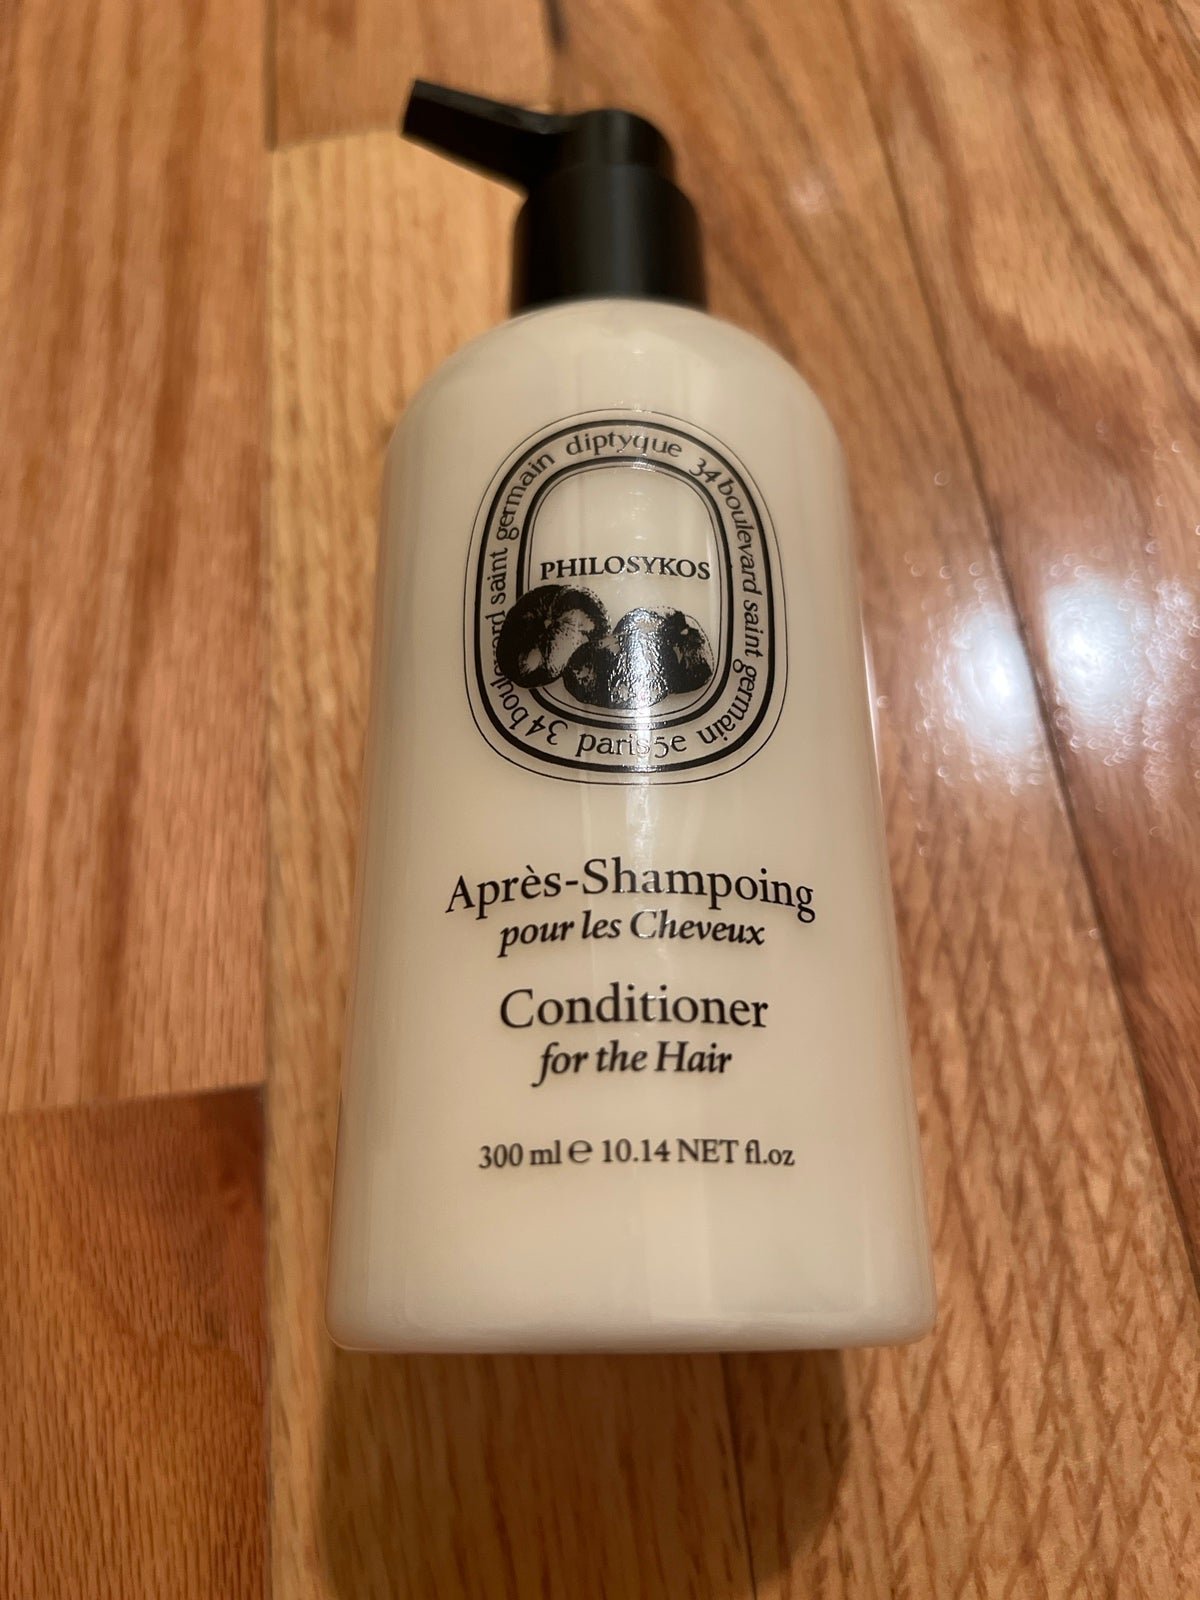 diptyque 34 boulevard saint germain paris 5e 34 boulevard saint germain
PHILOSYKOS
Après-Shampoing
pour les Cheveux
Conditioner
for the Hair
300 ml ℮ 10.14 NET fl.oz